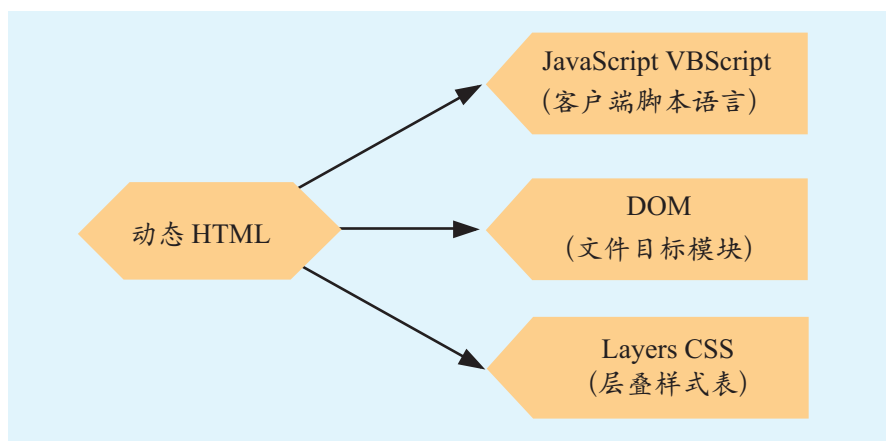 JavaScript VBScript
(客户端脚本语言)
动态 HTML
DOM
(文件目标模块)
Layers CSS
(层叠样式表)